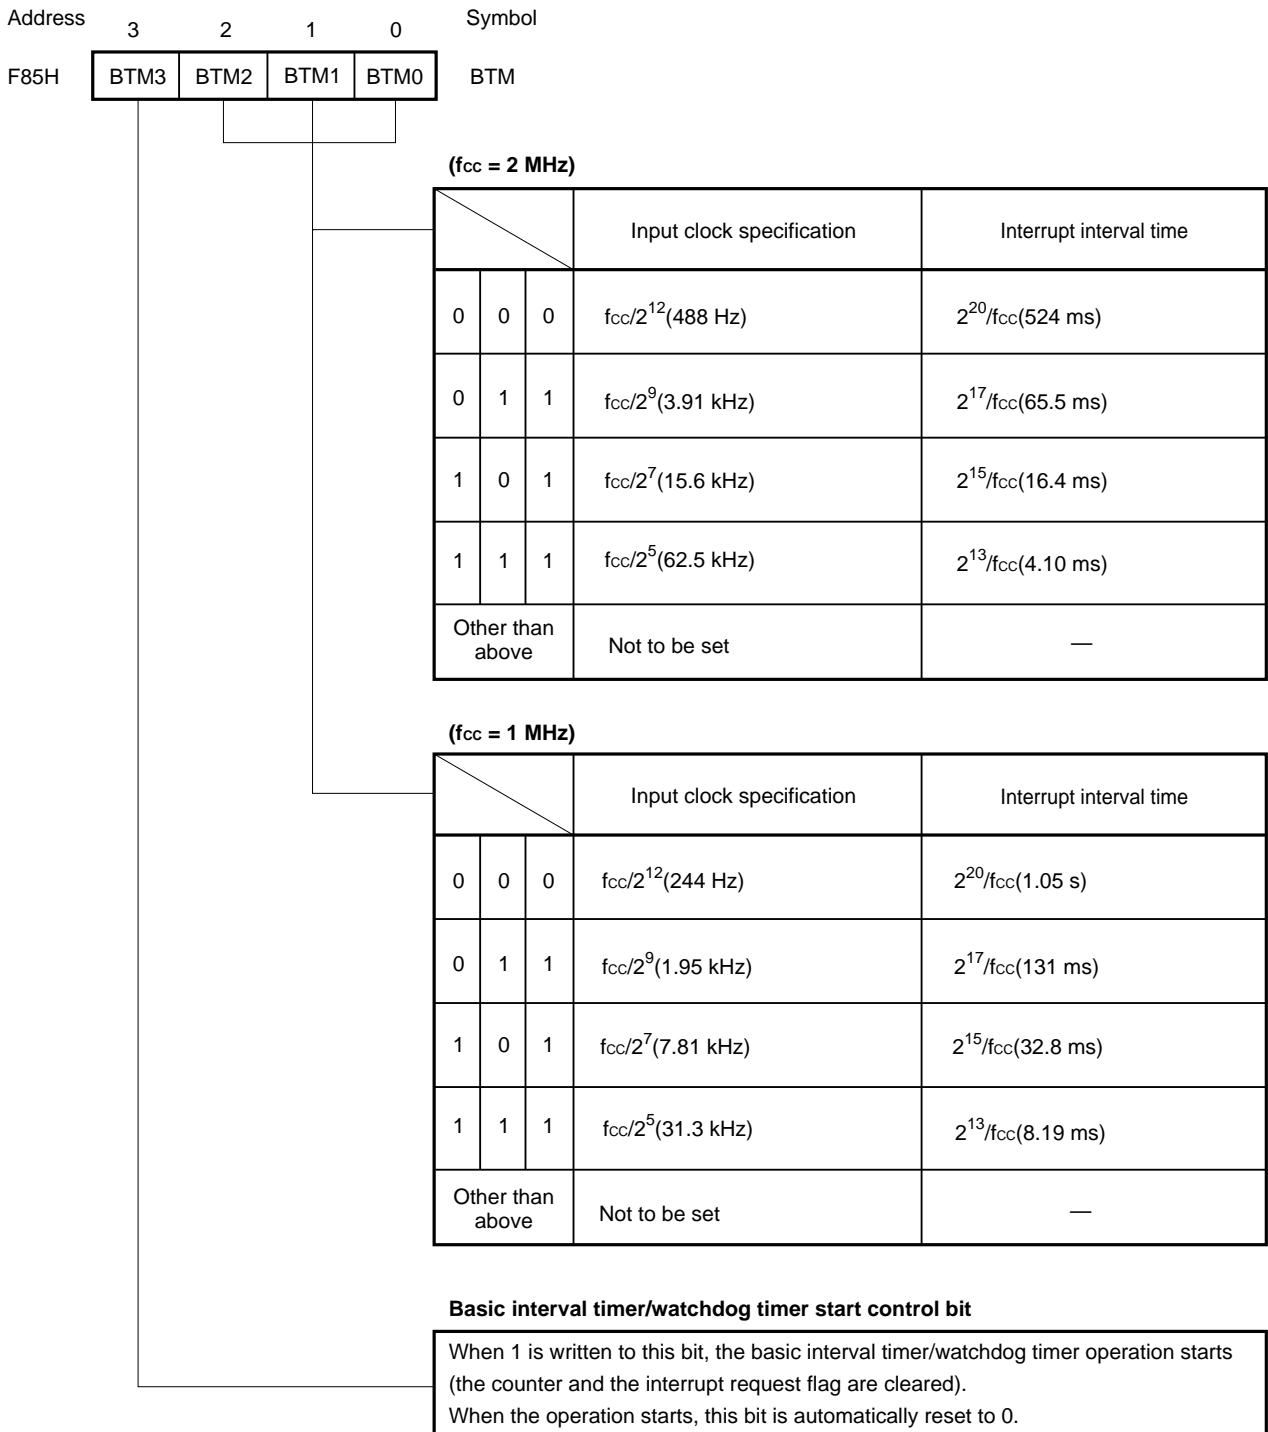 Address 3 2 1 0 Symbol
F85H BTM3 BTM2 BTM1 BTM0 BTM
(fcc = 2 MHz)
Input clock specification Interrupt interval time
0 0 0 fcc/2^12(488 Hz) 2^20/fcc(524 ms)
0 1 1 fcc/2^9(3.91 kHz) 2^17/fcc(65.5 ms)
1 0 1 fcc/2^7(15.6 kHz) 2^15/fcc(16.4 ms)
1 1 1 fcc/2^5(62.5 kHz) 2^13/fcc(4.10 ms)
Other than
above Not to be set —
(fcc = 1 MHz)
Input clock specification Interrupt interval time
0 0 0 fcc/2^12(244 Hz) 2^20/fcc(1.05 s)
0 1 1 fcc/2^9(1.95 kHz) 2^17/fcc(131 ms)
1 0 1 fcc/2^7(7.81 kHz) 2^15/fcc(32.8 ms)
1 1 1 fcc/2^5(31.3 kHz) 2^13/fcc(8.19 ms)
Other than
above Not to be set —
Basic interval timer/watchdog timer start control bit
When 1 is written to this bit, the basic interval timer/watchdog timer operation starts
(the counter and the interrupt request flag are cleared).
When the operation starts, this bit is automatically reset to 0.